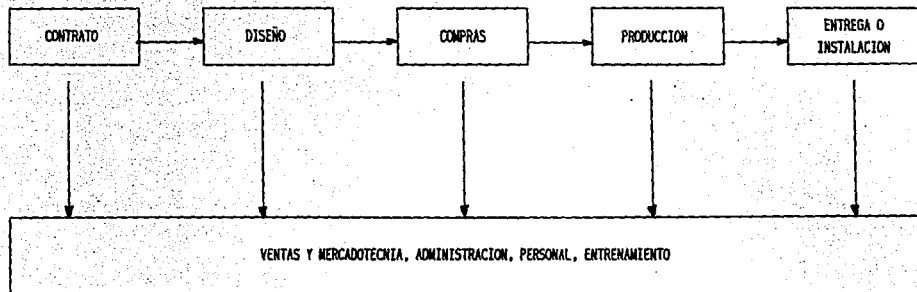 CONTRATO
DISEÑO
COMPRAS
PRODUCCION
ENTREGA O
INSTALACION
VENTAS Y MERCADOTECNIA, ADMINISTRACION, PERSONAL, ENTRENAMIENTO